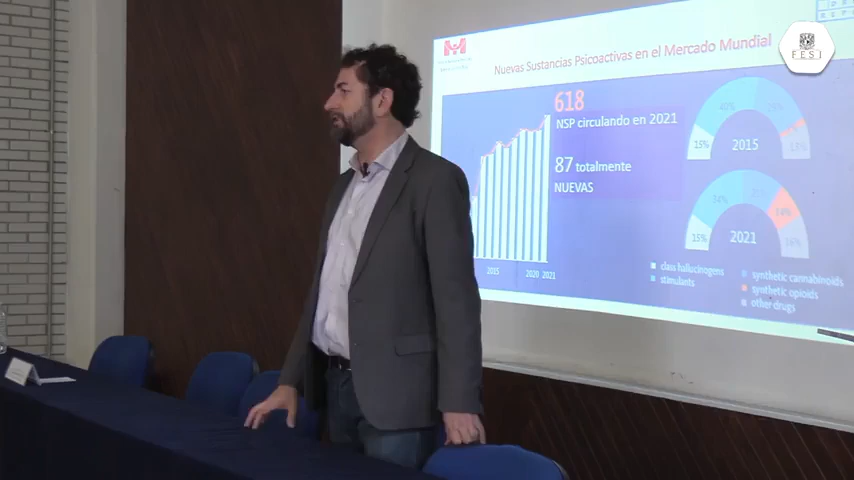 Nuevas Sustancias Psicoactivas en el Mercado Mundial
FESI
618
NSP circulando en 2021
87 totalmente
NUEVAS
2015
15%
2021
15%
34%
2015
2020 2021
class hallucinogens
stimulants
synthetic cannabinoids
synthetic opioids
other drugs